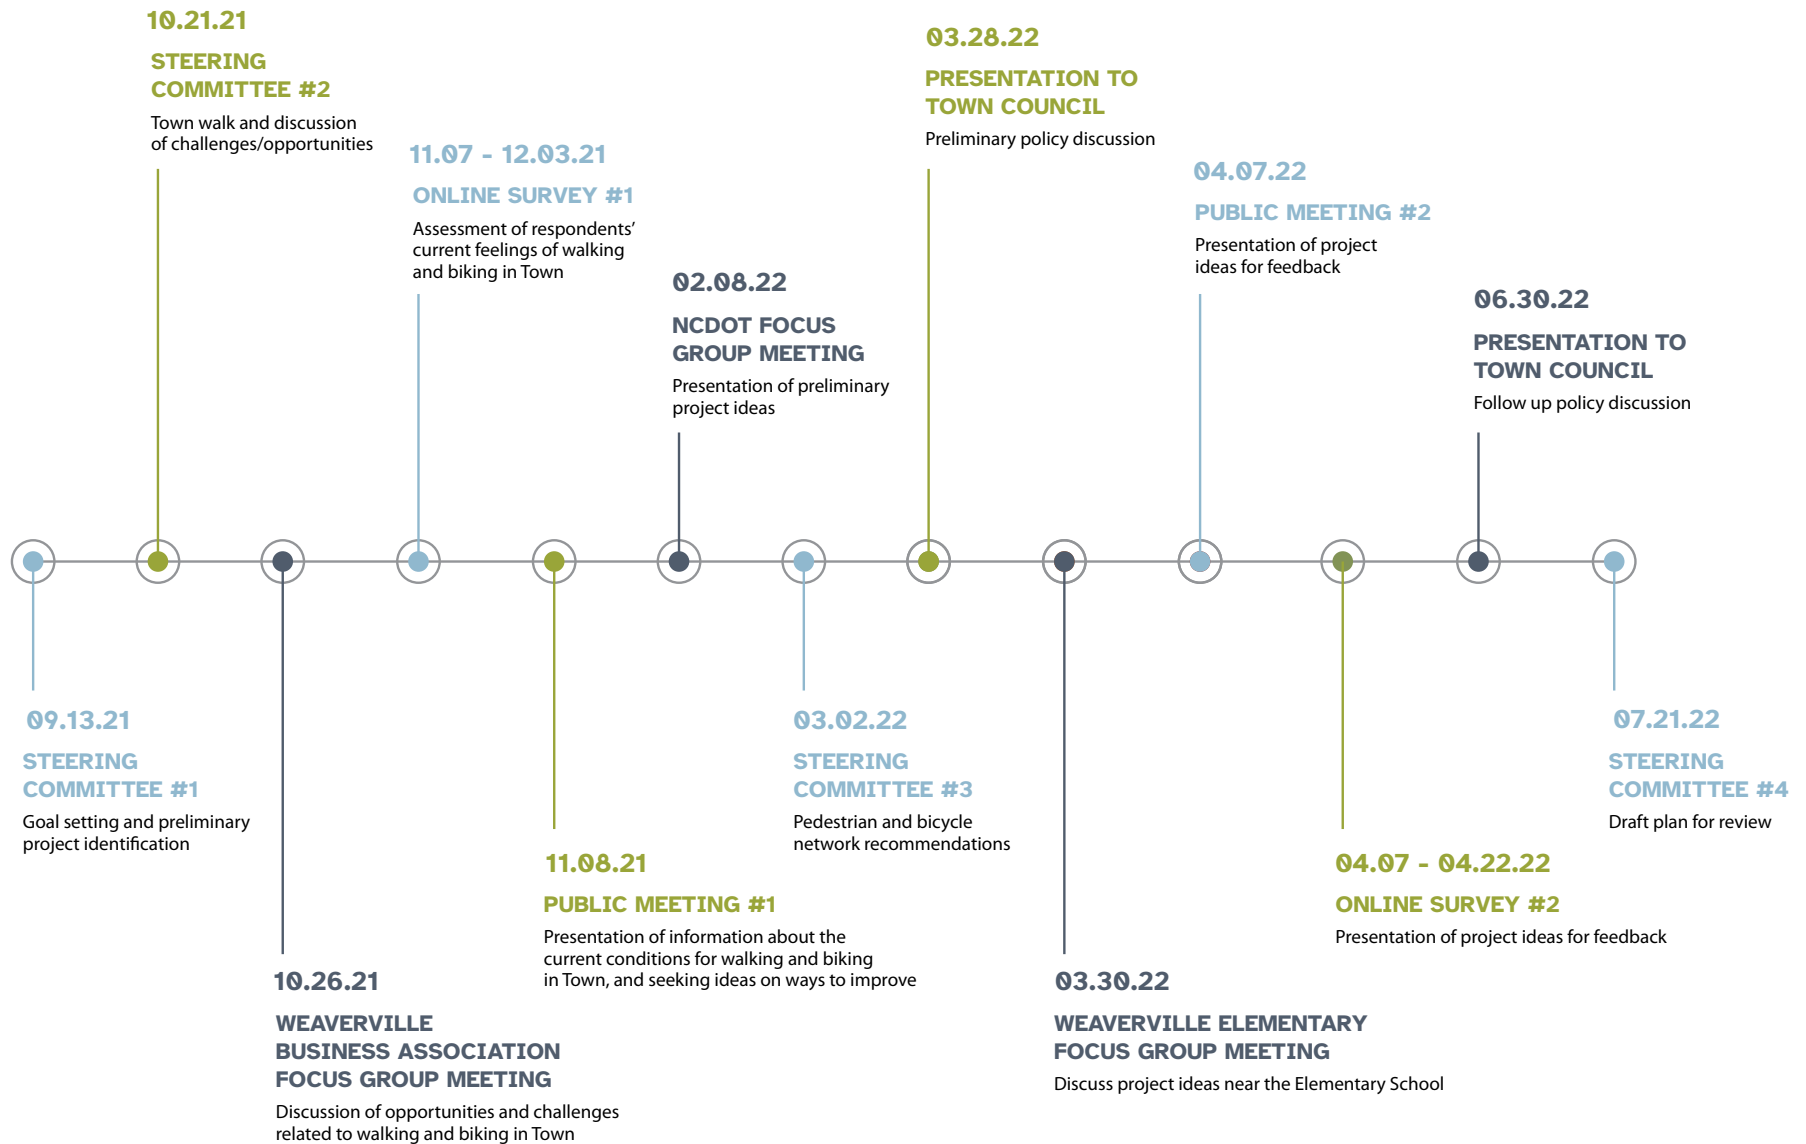 10.21.21
STEERING
COMMITTEE #2
Town walk and discussion
of challenges/opportunities
11.07 - 12.03.21
ONLINE SURVEY #1
Assessment of respondents’
current feelings of walking
and biking in Town
02.08.22
NCDOT FOCUS
GROUP MEETING
Presentation of preliminary
project ideas
03.28.22
PRESENTATION TO
TOWN COUNCIL
Preliminary policy discussion
04.07.22
PUBLIC MEETING #2
Presentation of project
ideas for feedback
06.30.22
PRESENTATION TO
TOWN COUNCIL
Follow up policy discussion
09.13.21
STEERING
COMMITTEE #1
Goal setting and preliminary
project identification
10.26.21
WEAVERVILLE
BUSINESS ASSOCIATION
FOCUS GROUP MEETING
Discussion of opportunities and challenges
related to walking and biking in Town
11.08.21
PUBLIC MEETING #1
Presentation of information about the
current conditions for walking and biking
in Town, and seeking ideas on ways to improve
03.02.22
STEERING
COMMITTEE #3
Pedestrian and bicycle
network recommendations
03.30.22
WEAVERVILLE ELEMENTARY
FOCUS GROUP MEETING
Discuss project ideas near the Elementary School
04.07 - 04.22.22
ONLINE SURVEY #2
Presentation of project ideas for feedback
07.21.22
STEERING
COMMITTEE #4
Draft plan for review